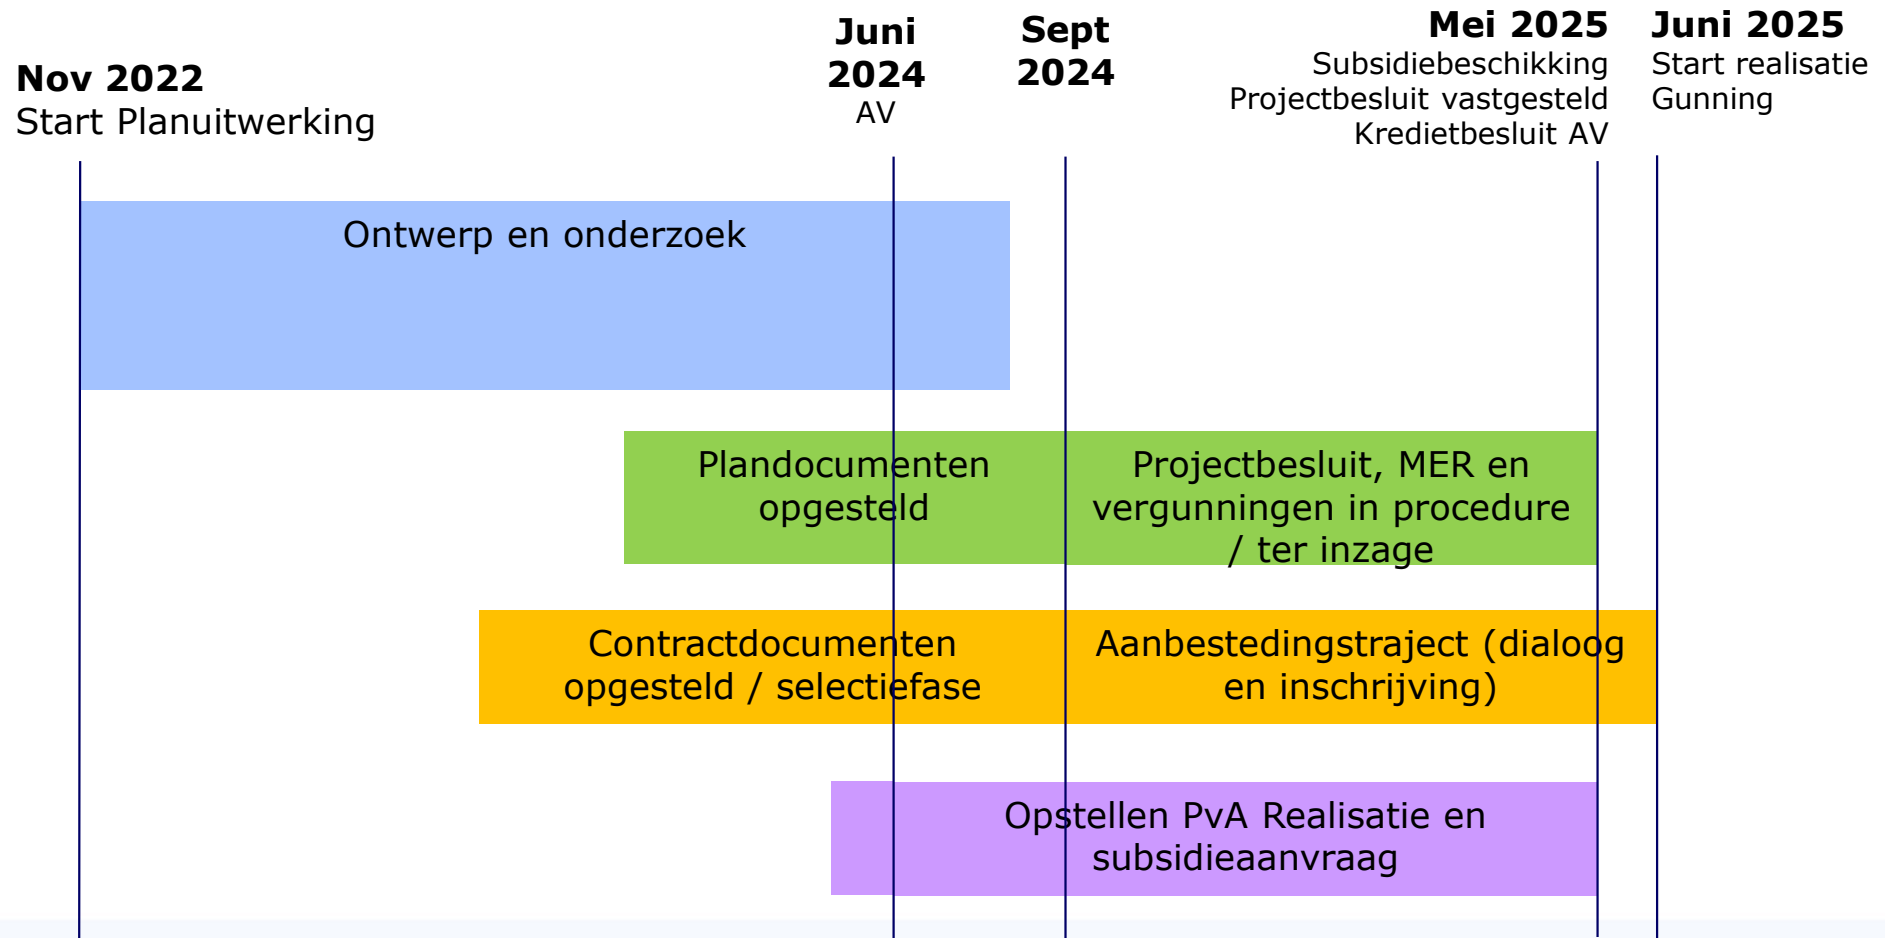 Nov 2022
Start Planuitwerking
Juni
2024
AV
Sept
2024
Mei 2025
Subsidiebeschikking
Projectbesluit vastgesteld
Kredietbesluit AV
Juni 2025
Start realisatie
Gunning
Ontwerp en onderzoek
Plandocumenten
opgesteld
Projectbesluit, MER en
vergunningen in procedure
/ ter inzage
Contractdocumenten
opgesteld / selectiefase
Aanbestedingstraject (dialoog
en inschrijving)
Opstellen PvA Realisatie en
subsidieaanvraag